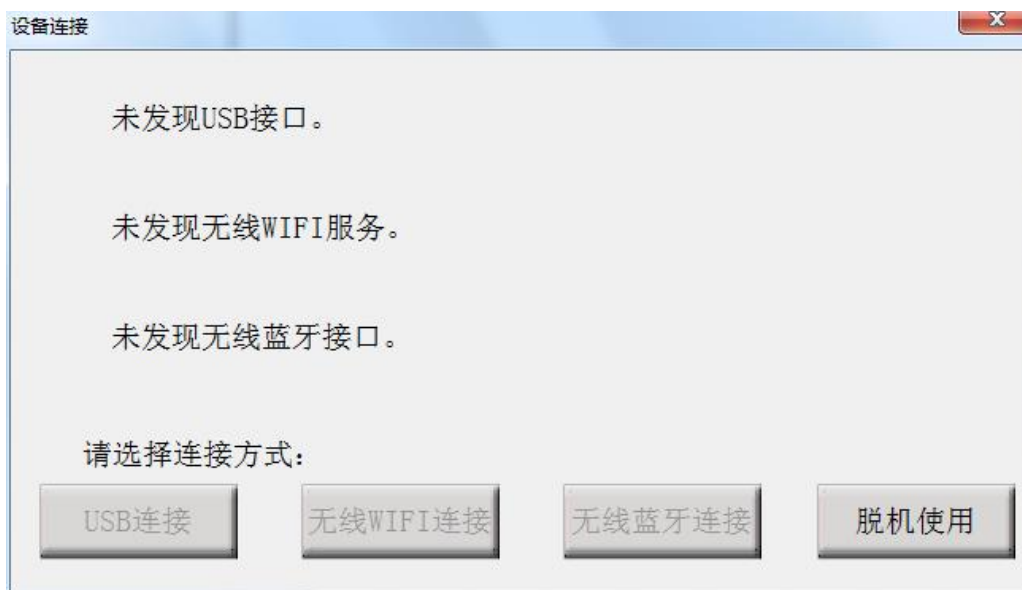 设备连接
未发现USB接口。
未发现无线WIFI服务。
未发现无线蓝牙接口。
请选择连接方式:
USB连接 无线WIFI连接 无线蓝牙连接 脱机使用